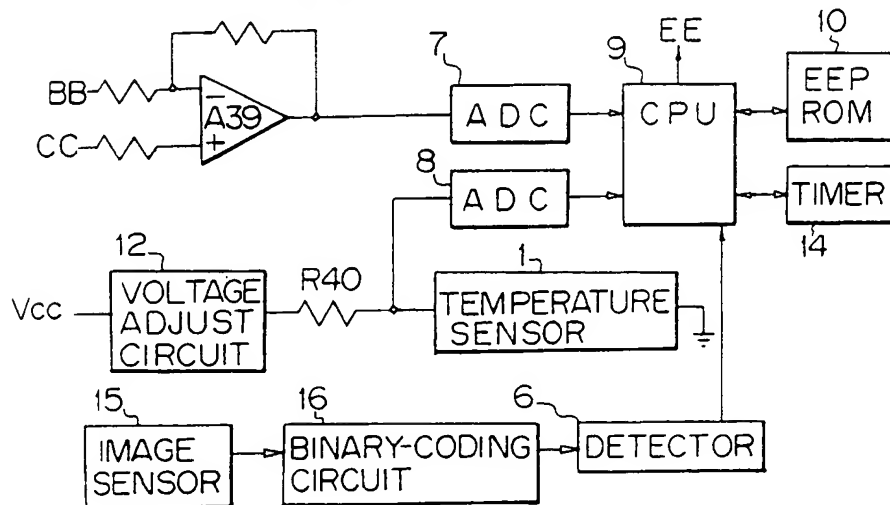 EE
7
9
10
BB
−
A39
+
CC
ADC
CPU
EEP
ROM
8
ADC
TIMER
14
12
R40
1
Vcc
VOLTAGE
ADJUST
CIRCUIT
TEMPERATURE
SENSOR
15
16
6
IMAGE
SENSOR
BINARY-CODING
CIRCUIT
DETECTOR